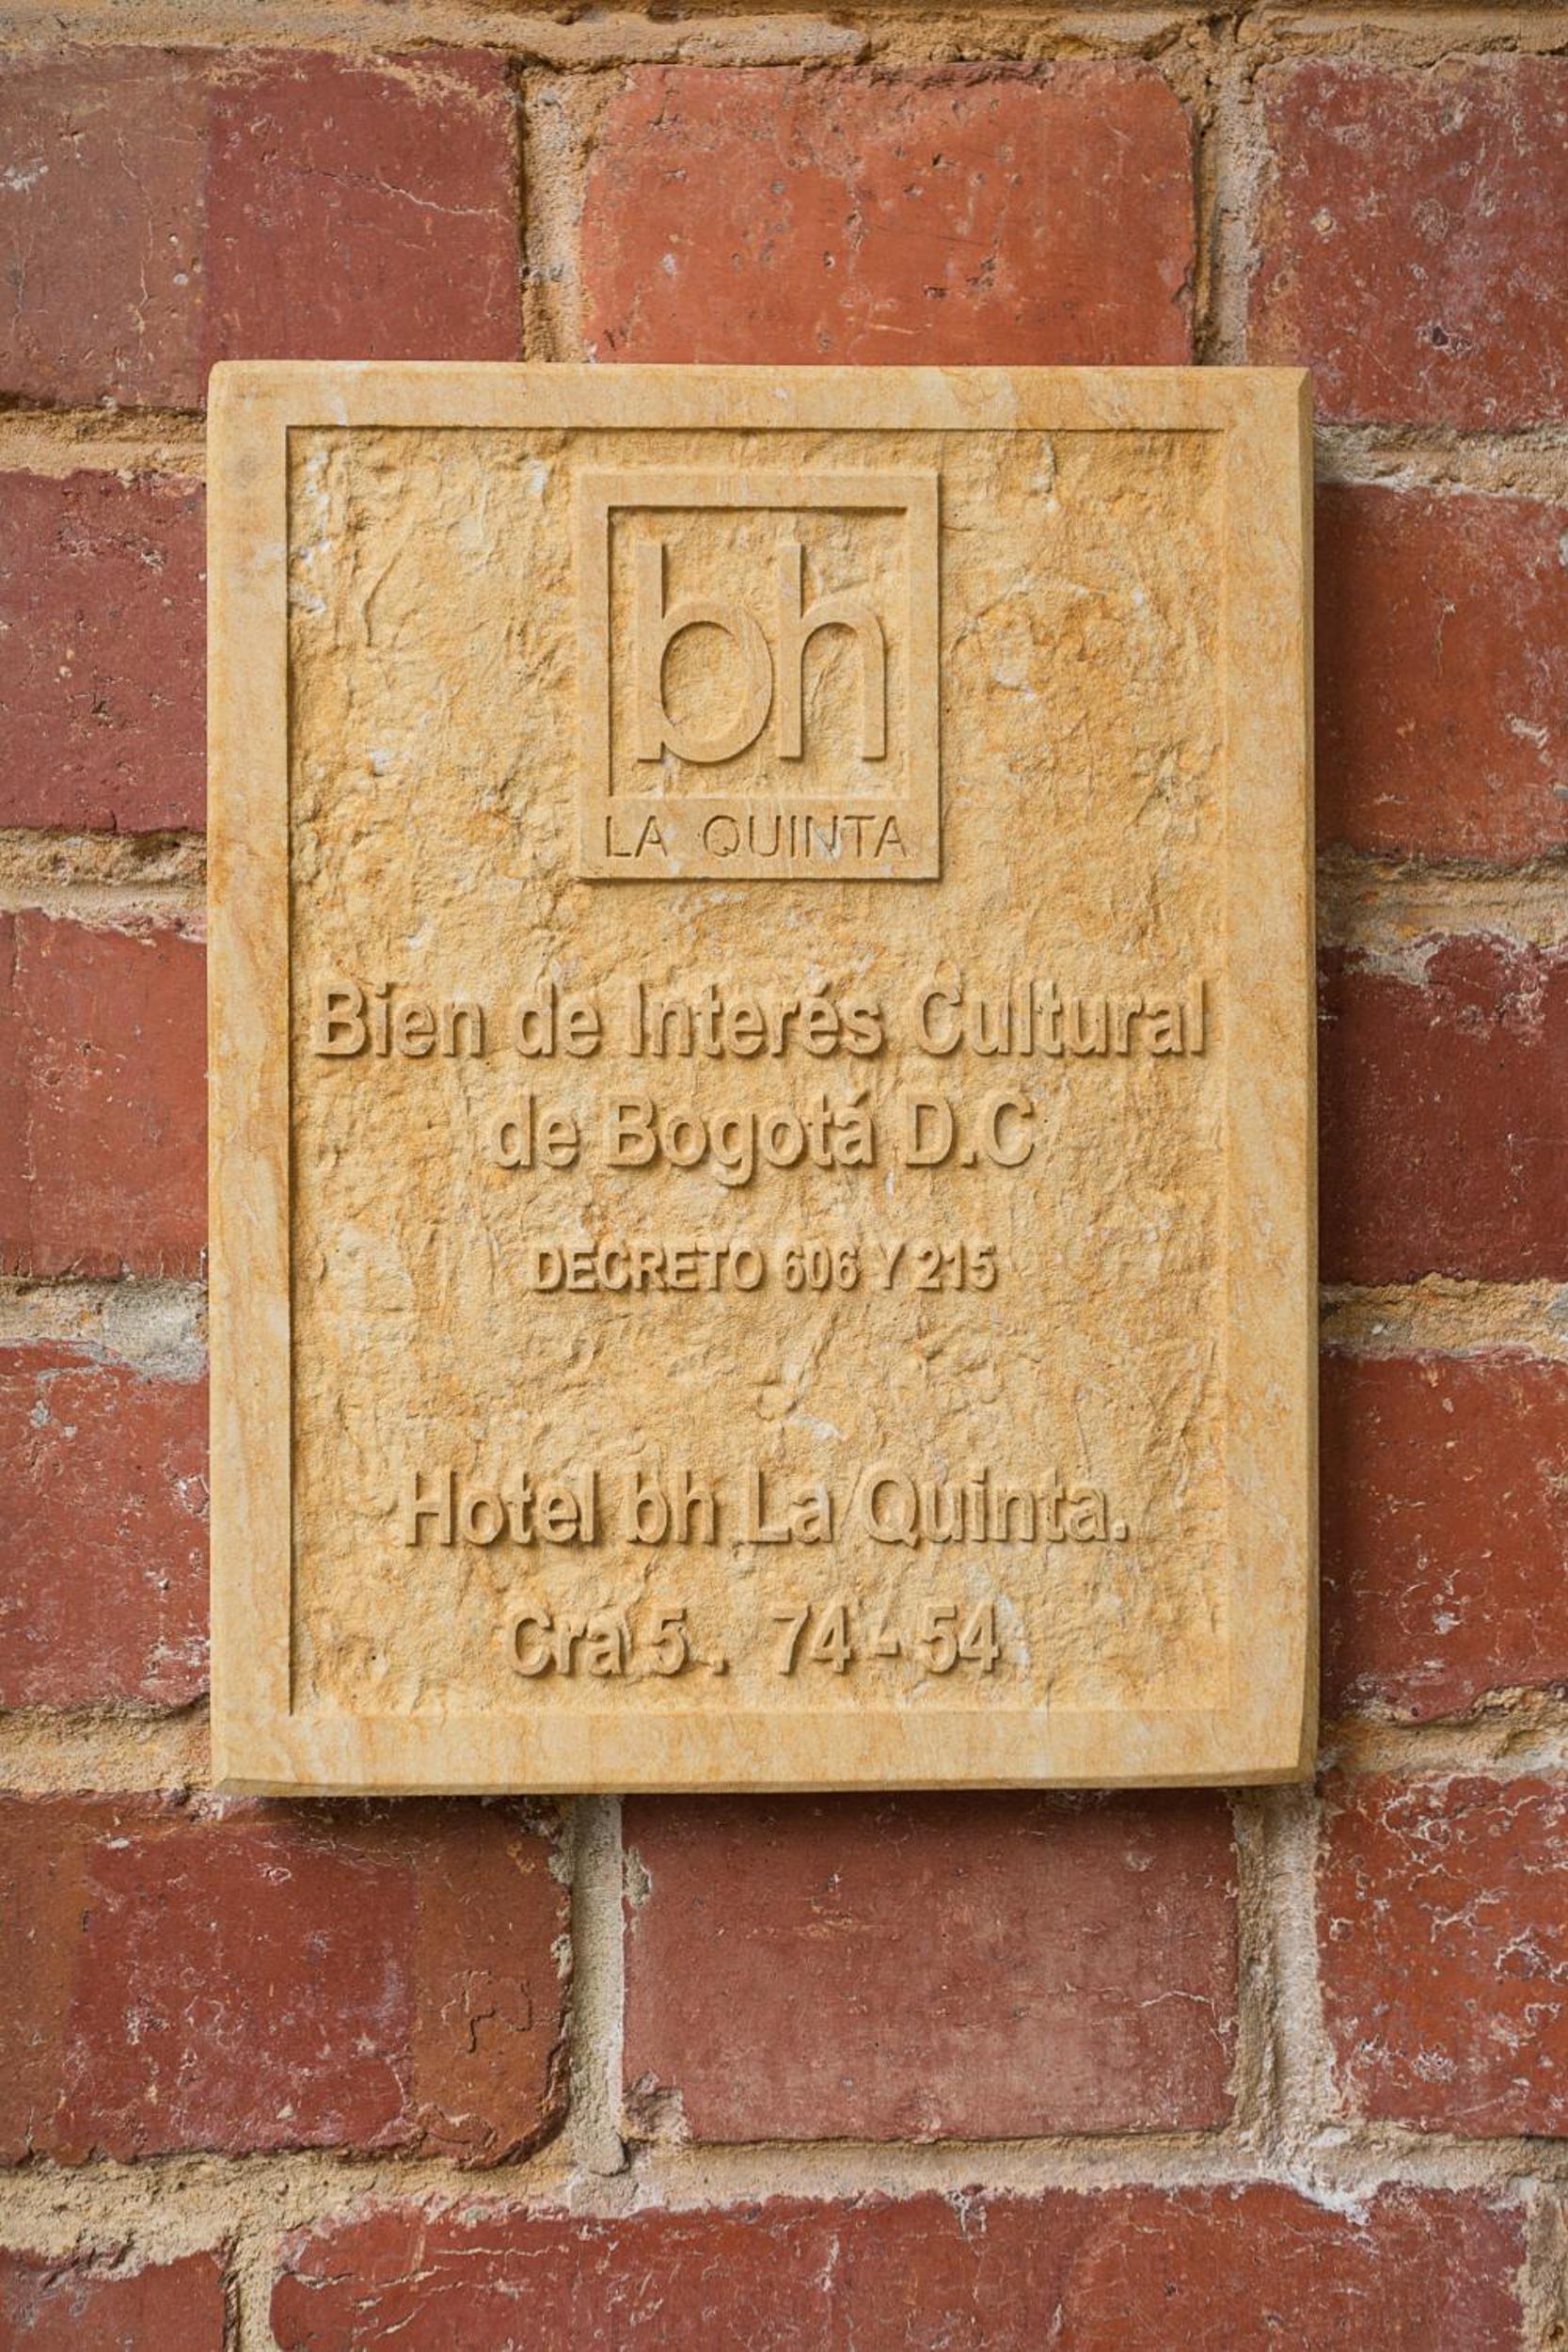 bh
LA QUINTA
Bien de Interés Cultural
de Bogotá D.C
DECRETO 606 Y 215
Hotel bh La Quinta.
Cra 5 . 74 - 54